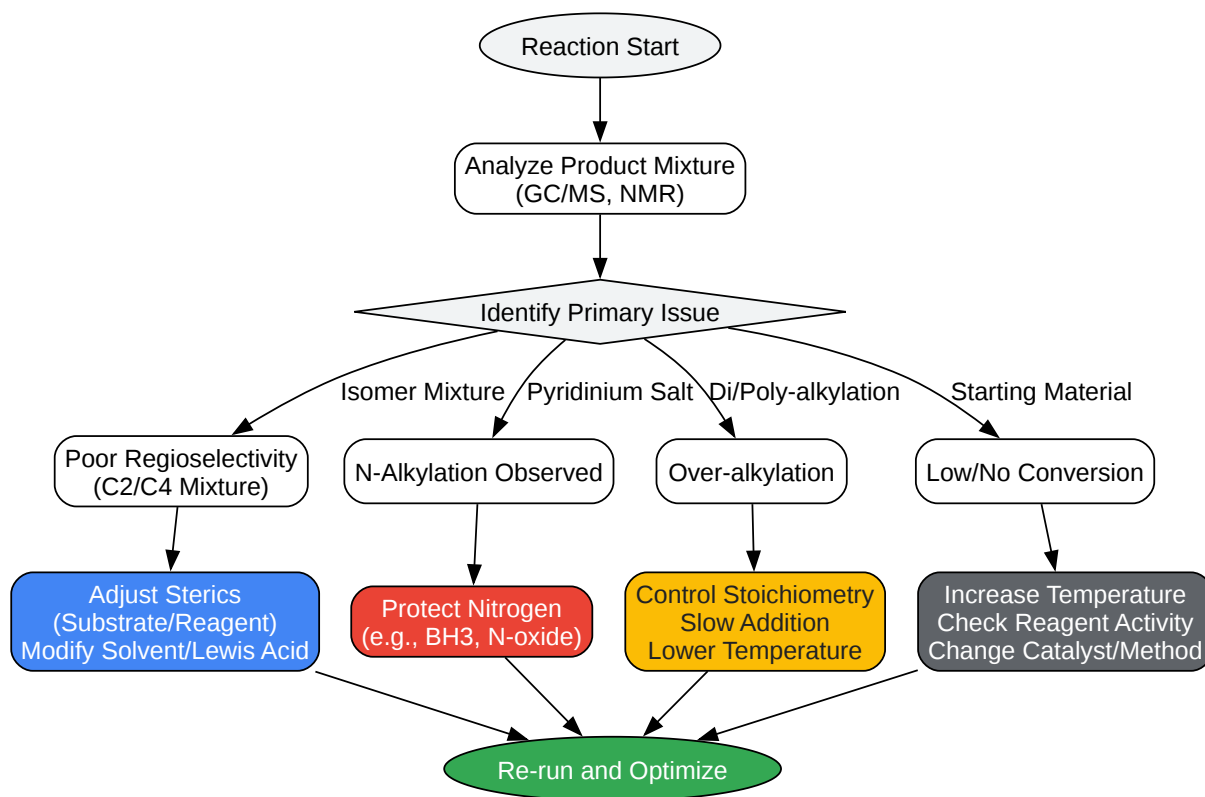 Reaction Start
Analyze Product Mixture
(GC/MS, NMR)
Identify Primary Issue
Isomer Mixture
Pyridinium Salt
Di/Poly-alkylation
Starting Material
Poor Regioselectivity
(C2/C4 Mixture)
N-Alkylation Observed
Over-alkylation
Low/No Conversion
Adjust Sterics
(Substrate/Reagent)
Modify Solvent/Lewis Acid
Protect Nitrogen
(e.g., BH3, N-oxide)
Control Stoichiometry
Slow Addition
Lower Temperature
Increase Temperature
Check Reagent Activity
Change Catalyst/Method
Re-run and Optimize